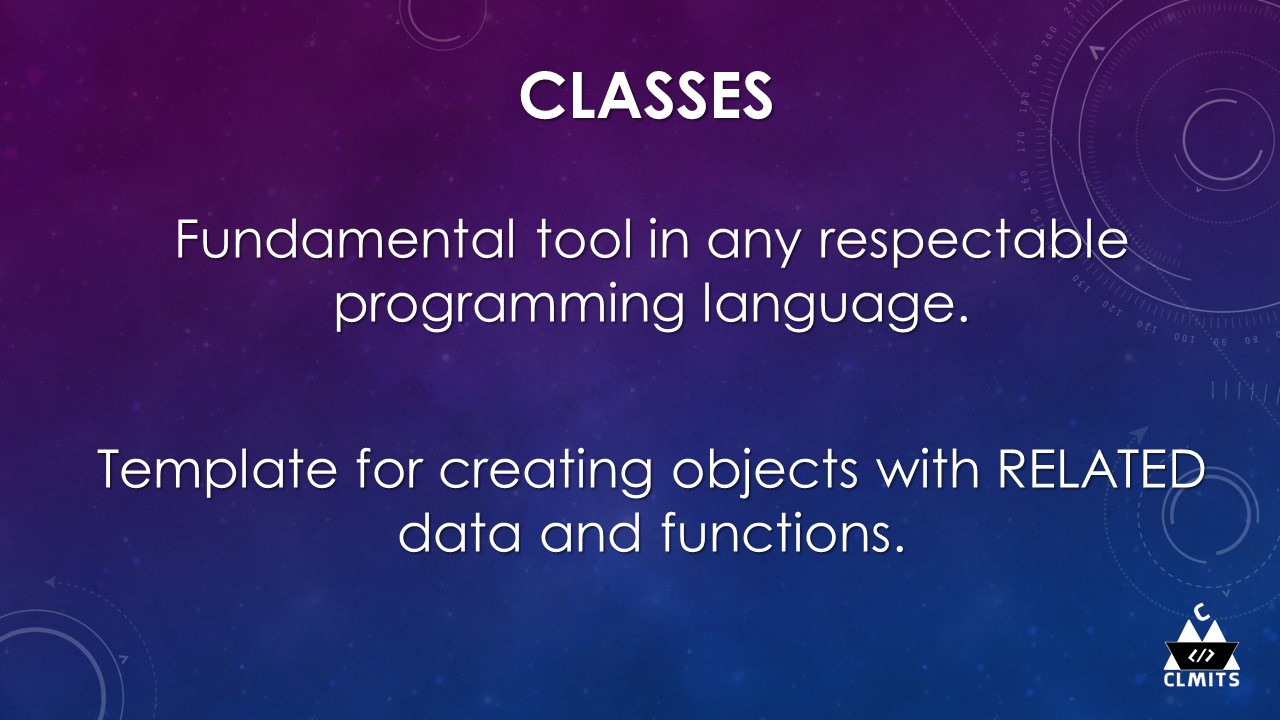 CLASSES
Fundamental tool in any respectable
programming language.
Template for creating objects with RELATED
data and functions.
C
</>
CLMITS